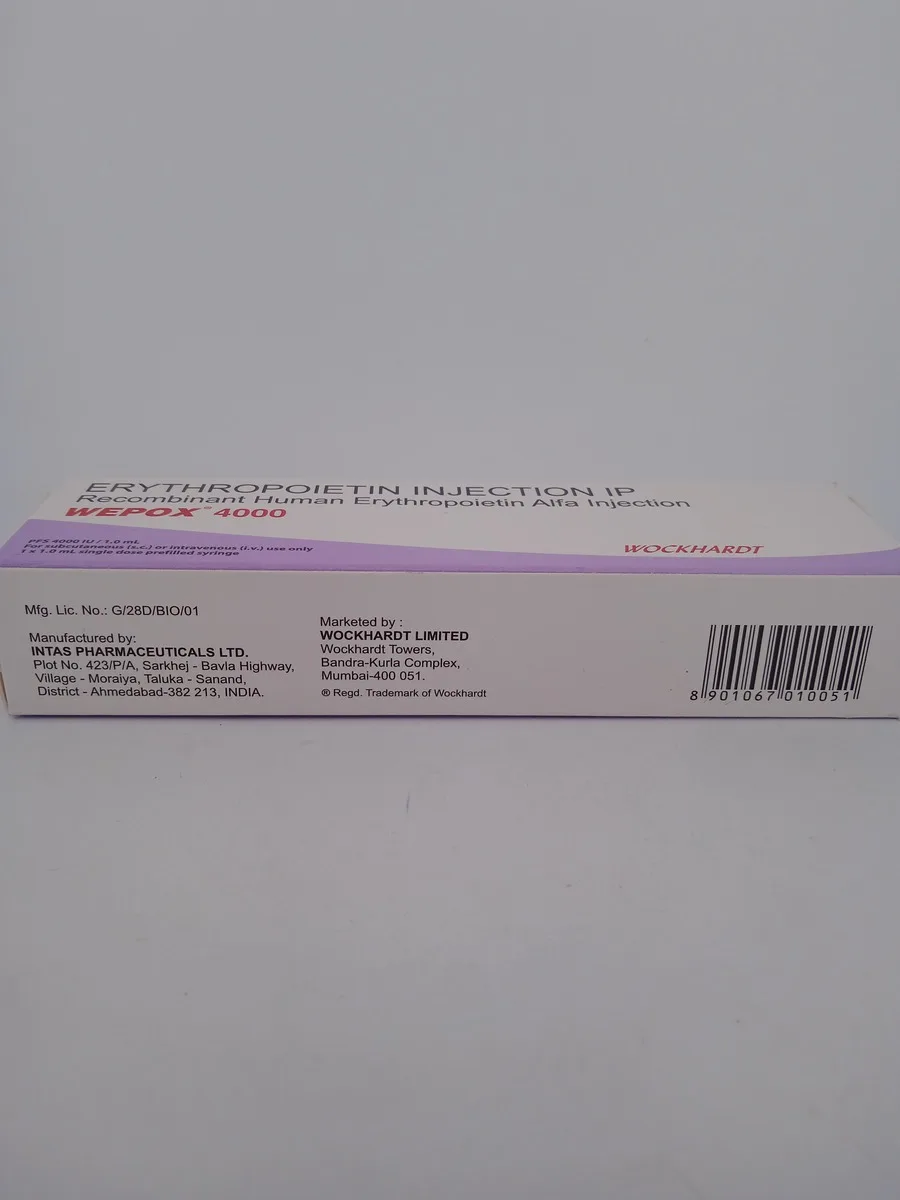 ERYTHROPOIETIN INJECTION IP
Recombinant Human Erythropoietin Alfa Injection
WEPOX™ 4000
PFS 4000 IU / 1.0 mL
For subcutaneous (s.c.) or intravenous (i.v.) use only
1 x 1.0 mL single dose prefilled syringe
WOCKHARDT
Mfg. Lic. No.: G/28D/BIO/01
Manufactured by:
INTAS PHARMACEUTICALS LTD.
Plot No. 423/P/A, Sarkhej - Bavla Highway,
Village - Moraiya, Taluka - Sanand,
District - Ahmedabad-382 213, INDIA.
Marketed by :
WOCKHARDT LIMITED
Wockhardt Towers,
Bandra-Kurla Complex,
Mumbai-400 051.
® Regd. Trademark of Wockhardt
8 901067 010051